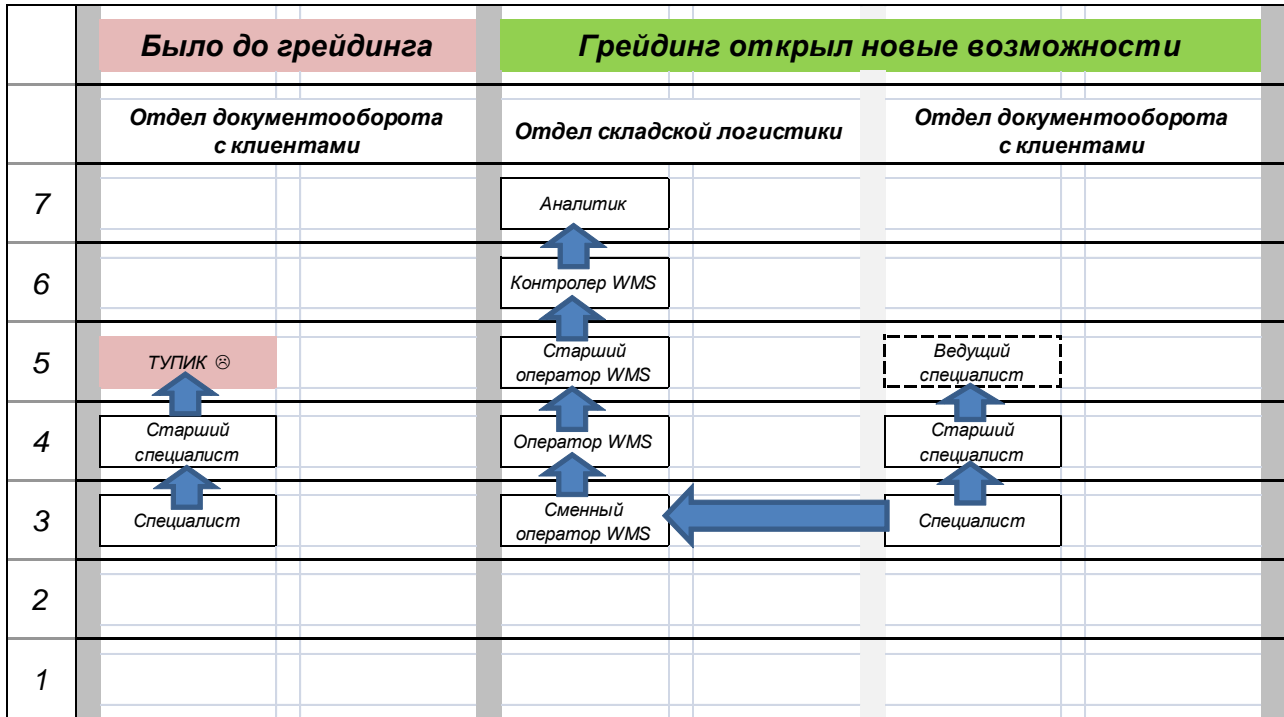 Было до грейдинга
Грейдинг открыл новые возможности
Отдел документооборота
с клиентами
Отдел складской логистики
Отдел документооборота
с клиентами
7
Аналитик
6
Контролер WMS
5
ТУПИК ☹
Старший
оператор WMS
Ведущий
специалист
4
Старший
специалист
Оператор WMS
Старший
специалист
3
Специалист
Сменный
оператор WMS
Специалист
2
1